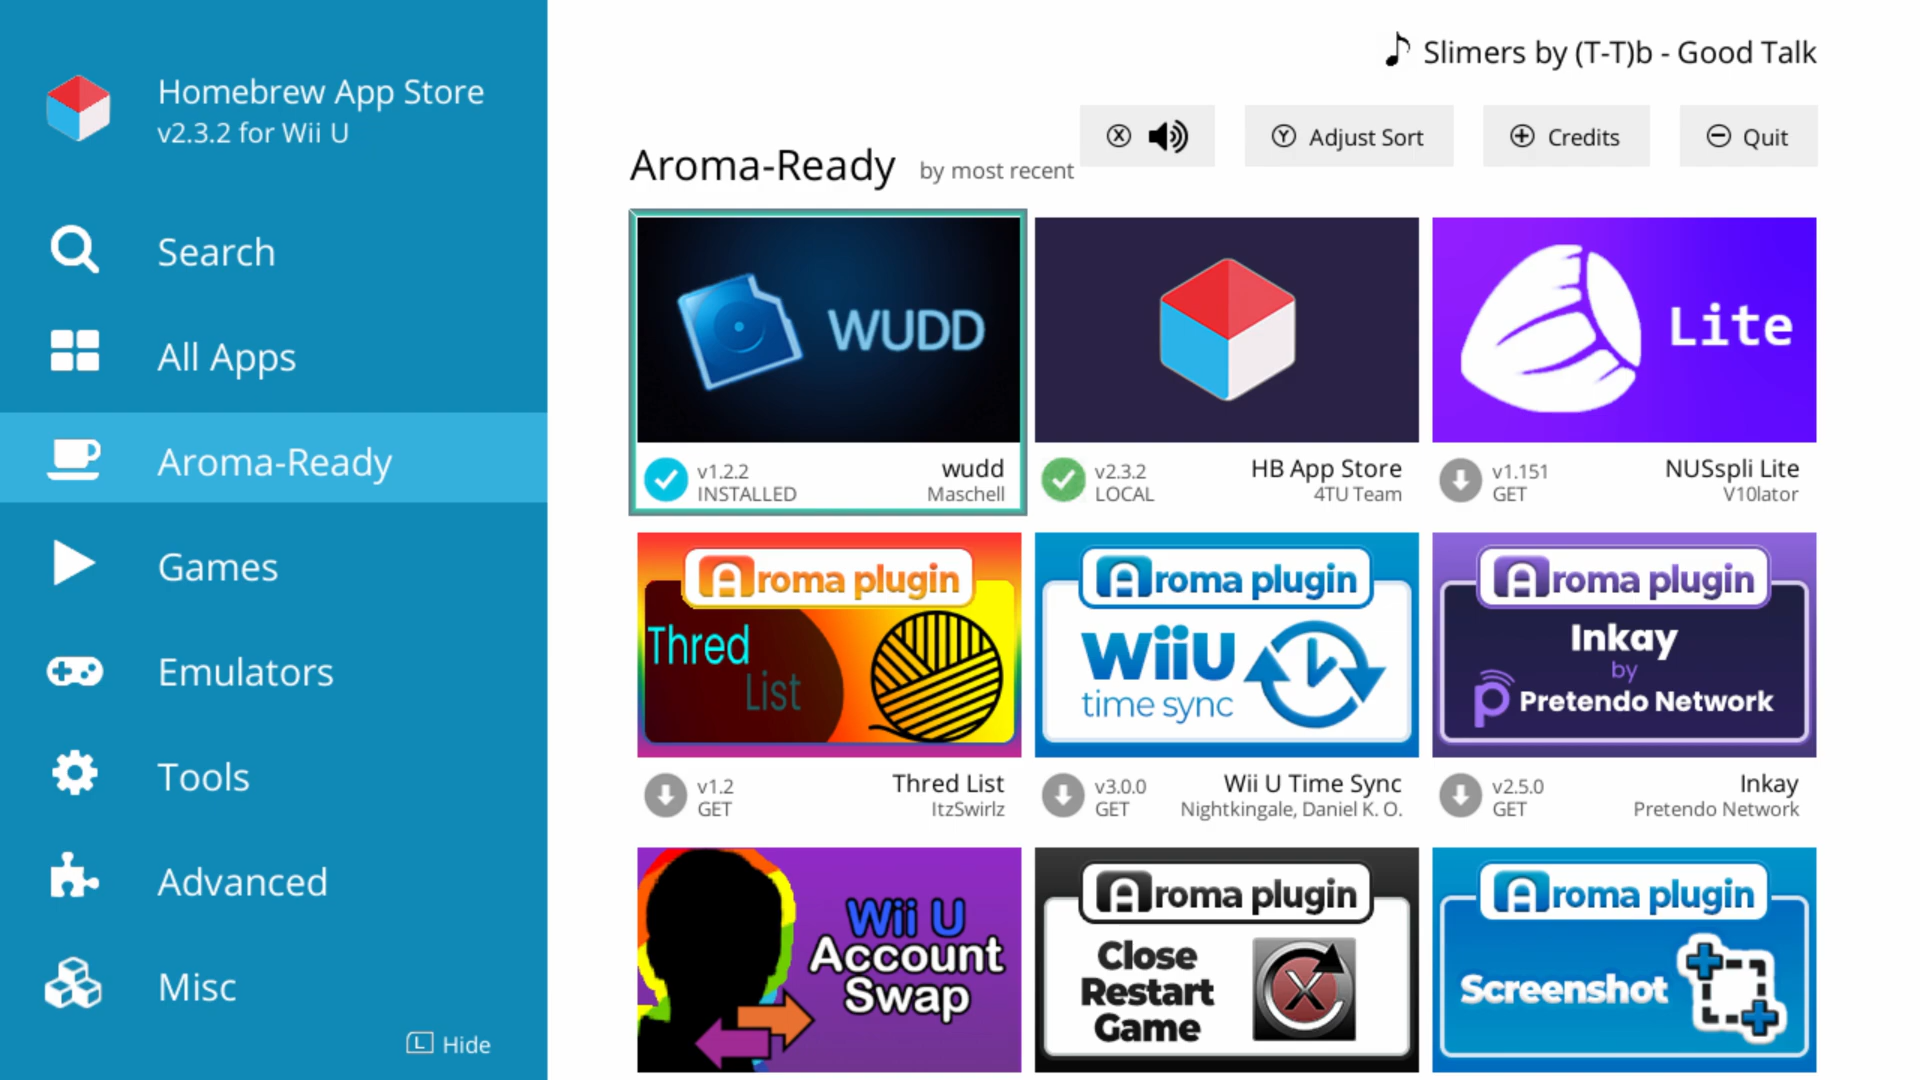 Homebrew App Store
v2.3.2 for Wii U
Search
All Apps
Aroma-Ready
Games
Emulators
Tools
Advanced
Misc
L Hide
Slimers by (T-T)b - Good Talk
X
Y Adjust Sort
Credits
Quit
Aroma-Ready by most recent
WUDD
v1.2.2 wudd
INSTALLED Maschell
v2.3.2 HB App Store
LOCAL 4TU Team
Lite
v1.151 NUSspli Lite
GET V10lator
Aroma plugin
Thred
List
v1.2 Thred List
GET ItzSwirlz
Aroma plugin
WiiU
time sync
v3.0.0 Wii U Time Sync
GET Nightkingale, Daniel K. O.
Aroma plugin
Inkay
by
Pretendo Network
v2.5.0 Inkay
GET Pretendo Network
Wii U
Account
Swap
Aroma plugin
Close
Restart
Game
X
Aroma plugin
Screenshot